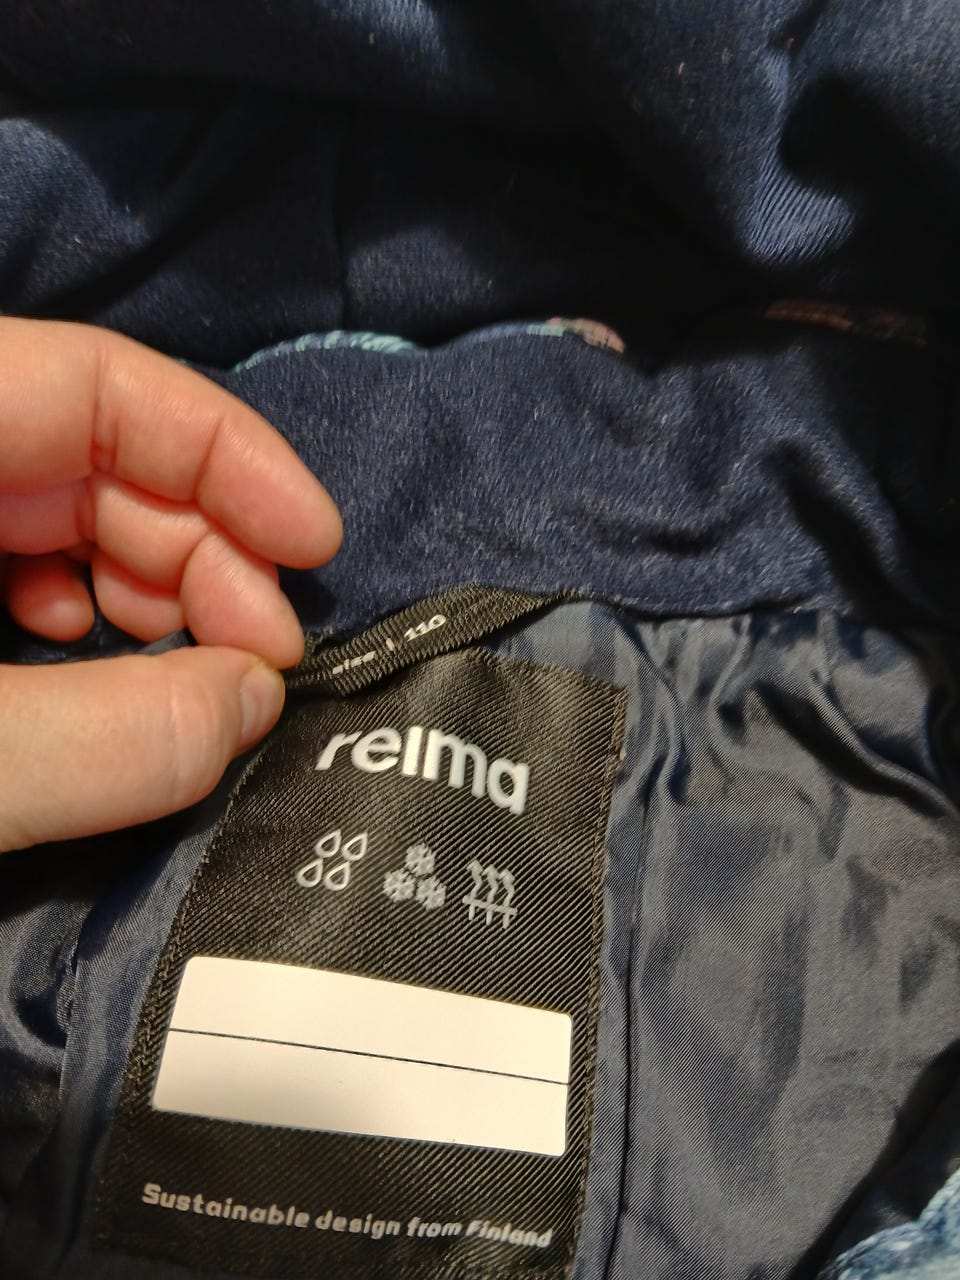 size | 110
reima
Sustainable design from Finland